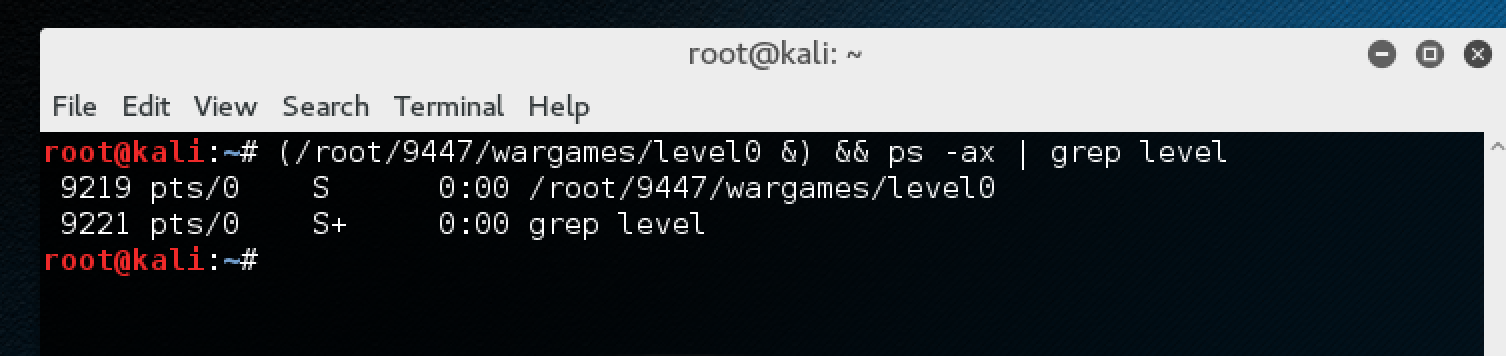 root@kali: ~
File Edit View Search Terminal Help
root@kali:~# (/root/9447/wargames/level0 &) && ps -ax | grep level
 9219 pts/0    S      0:00 /root/9447/wargames/level0
 9221 pts/0    S+     0:00 grep level
root@kali:~#